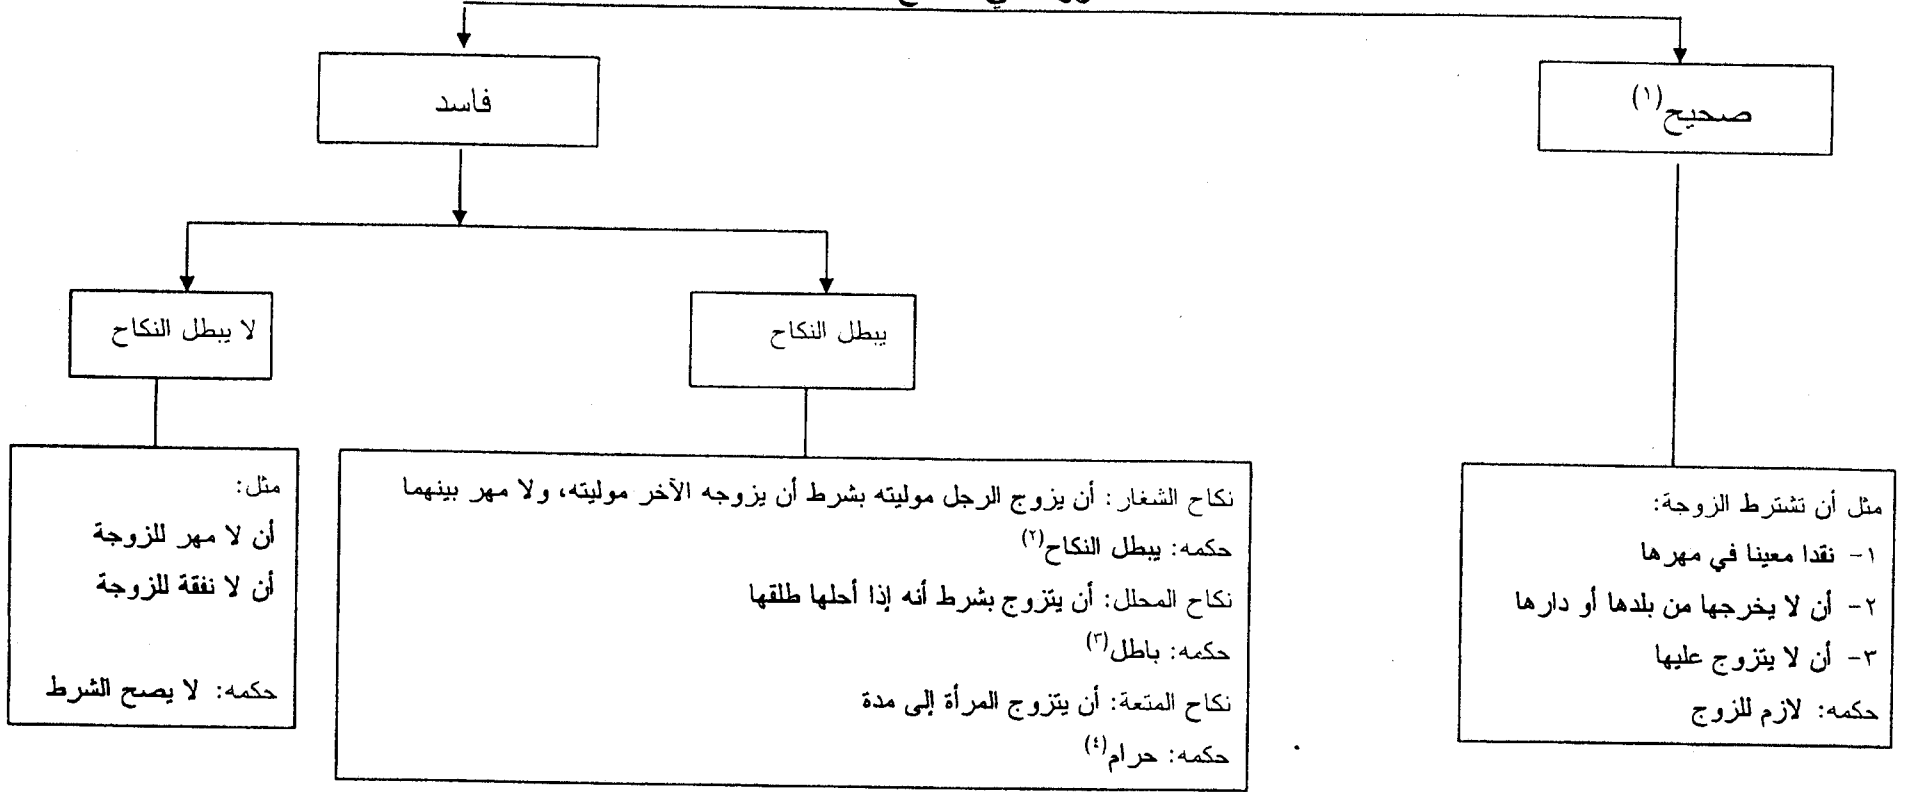 صحيح(١)
فاسد
يبطل النكاح
لا يبطل النكاح
مثل أن تشترط الزوجة:
١- نقدا معينا في مهرها
٢- أن لا يخرجها من بلدها أو دارها
٣- أن لا يتزوج عليها
حكمه: لازم للزوج
نكاح الشغار: أن يزوج الرجل موليته بشرط أن يزوجه الآخر موليته، ولا مهر بينهما
حكمه: يبطل النكاح(٢)
نكاح المحلل: أن يتزوج بشرط أنه إذا أحلها طلقها
حكمه: باطل(٣)
نكاح المتعة: أن يتزوج المرأة إلى مدة
حكمه: حرام(٤)
مثل:
أن لا مهر للزوجة
أن لا نفقة للزوجة
حكمه: لا يصح الشرط